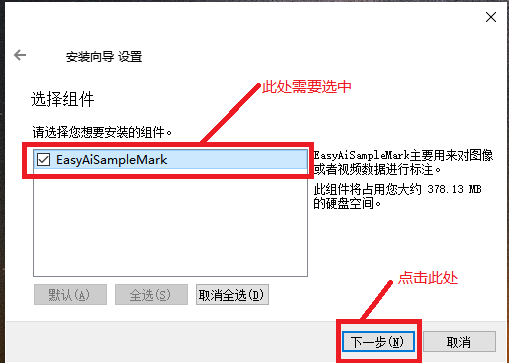 安装向导 设置
此处需要选中
选择组件
请选择您想要安装的组件。
EasyAiSampleMark
EasyAiSampleMark主要用来对图像
或者视频数据进行标注。
此组件将占用您大约 378.13 MB
的硬盘空间。
点击此处
默认(A)
全选(S)
取消全选(D)
下一步(N)
取消